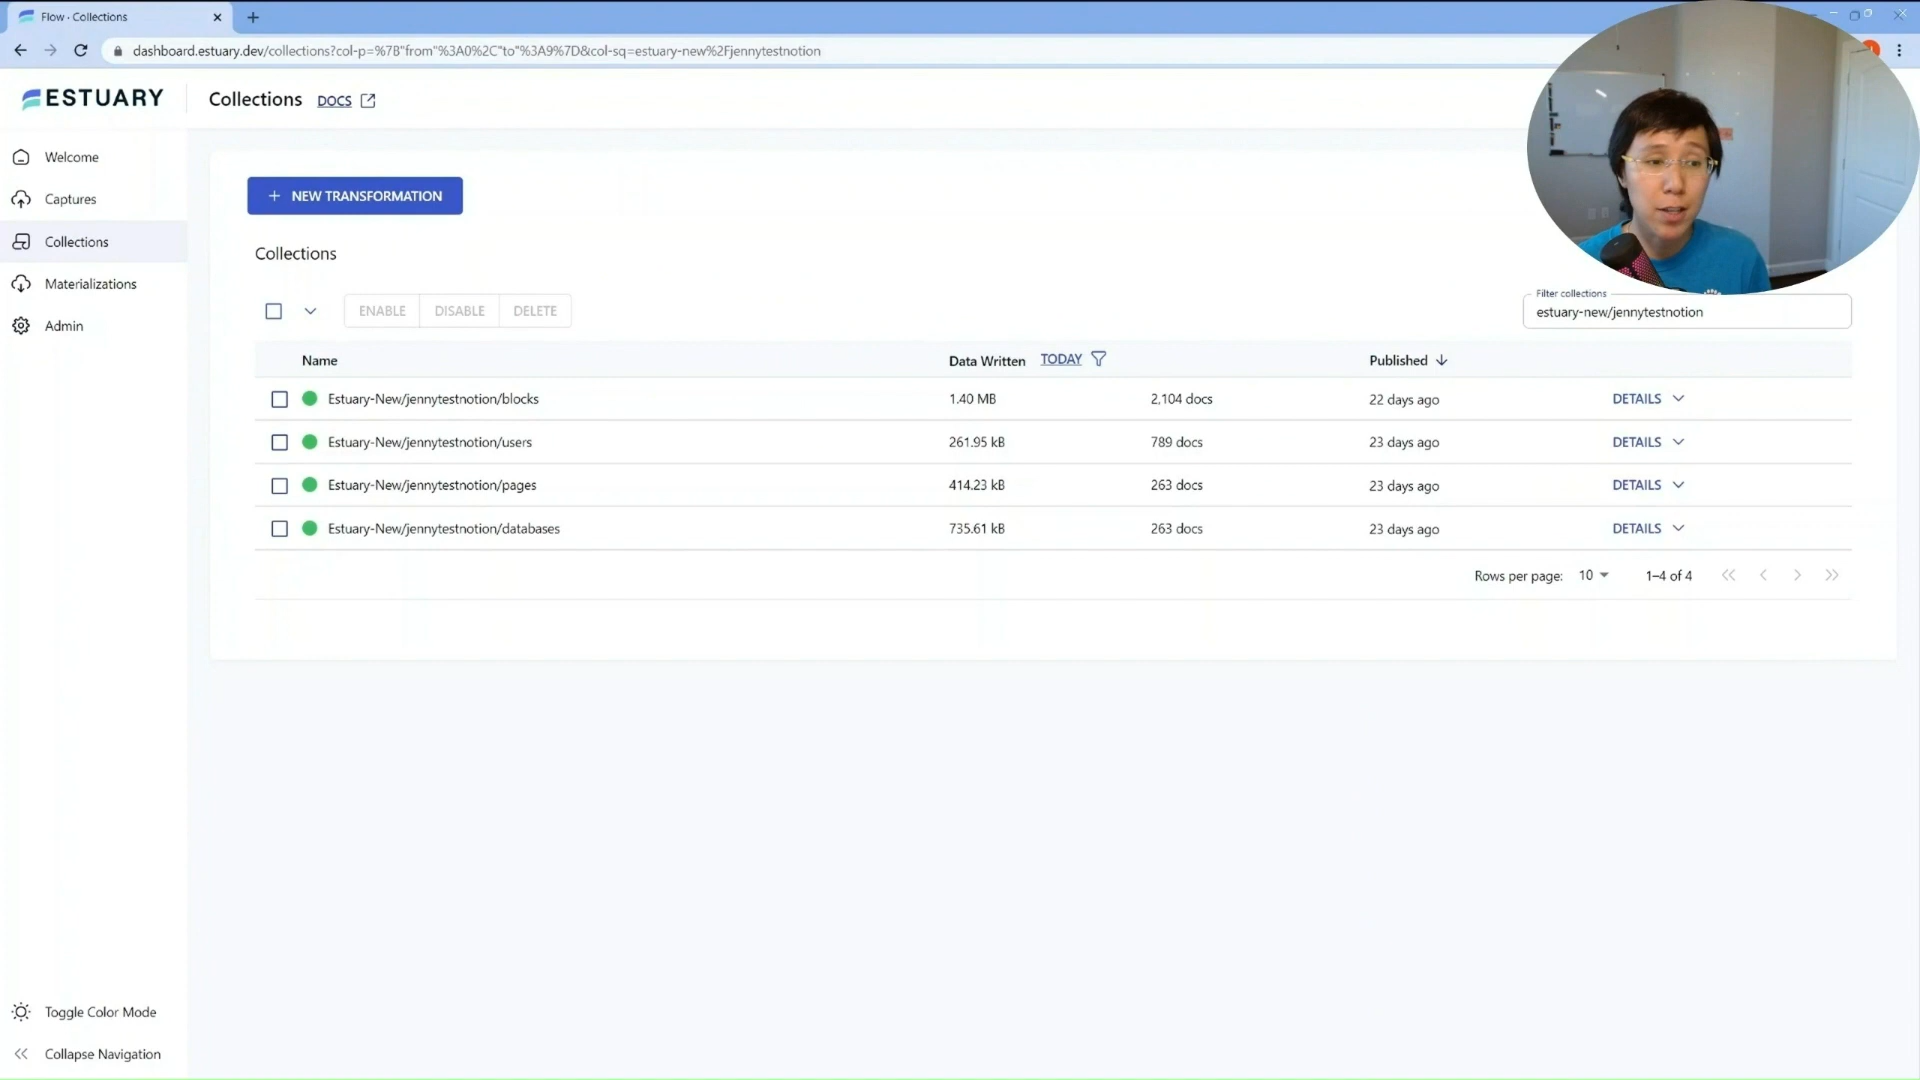 Flow · Collections
dashboard.estuary.dev/collections?col-p=%7B"from"%3A0%2C"to"%3A9%7D&col-sq=estuary-new%2Fjennytestnotion
ESTUARY
Collections DOCS
Welcome
Captures
Collections
Materializations
Admin
NEW TRANSFORMATION
Collections
ENABLE DISABLE DELETE
Filter collections
estuary-new/jennytestnotion
Name Data Written TODAY Published
Estuary-New/jennytestnotion/blocks 1.40 MB 2,104 docs 22 days ago DETAILS
Estuary-New/jennytestnotion/users 261.95 kB 789 docs 23 days ago DETAILS
Estuary-New/jennytestnotion/pages 414.23 kB 263 docs 23 days ago DETAILS
Estuary-New/jennytestnotion/databases 735.61 kB 263 docs 23 days ago DETAILS
Rows per page: 10 1–4 of 4
Toggle Color Mode
Collapse Navigation